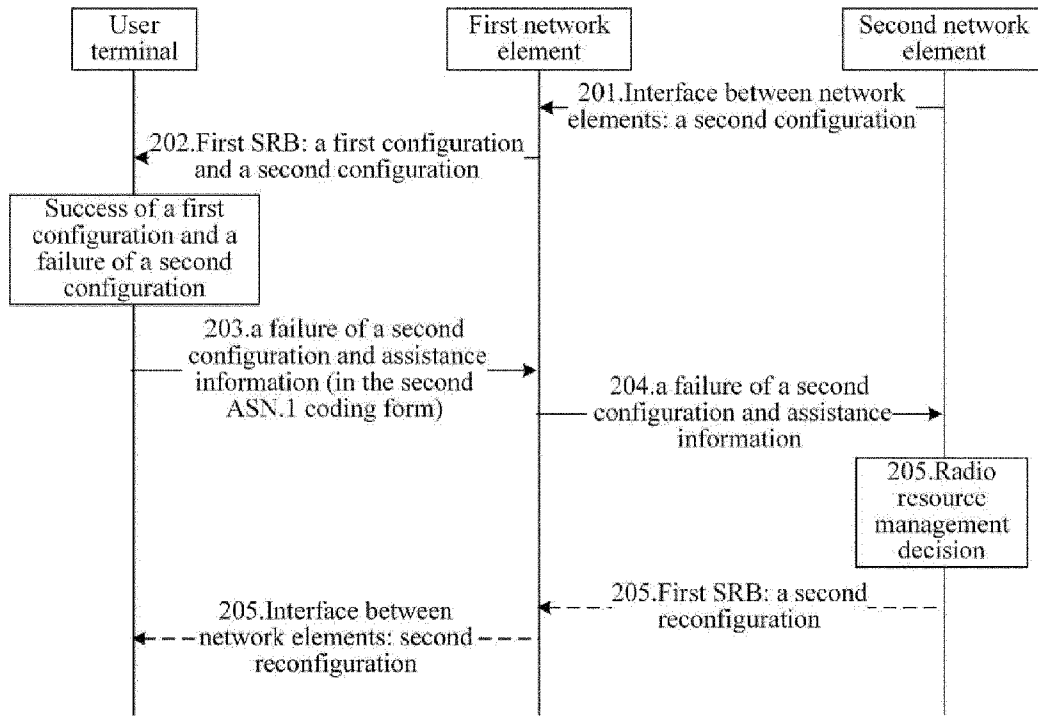 User
terminal
First network
element
Second network
element
201.Interface between network
elements: a second configuration
202.First SRB: a first configuration
and a second configuration
Success of a first
configuration and a
failure of a second
configuration
203.a failure of a second
configuration and assistance
information (in the second
ASN.1 coding form)
204.a failure of a second
configuration and assistance
information
205.Radio
resource
management
decision
205.First SRB: a second
reconfiguration
205.Interface between
network elements: second
reconfiguration